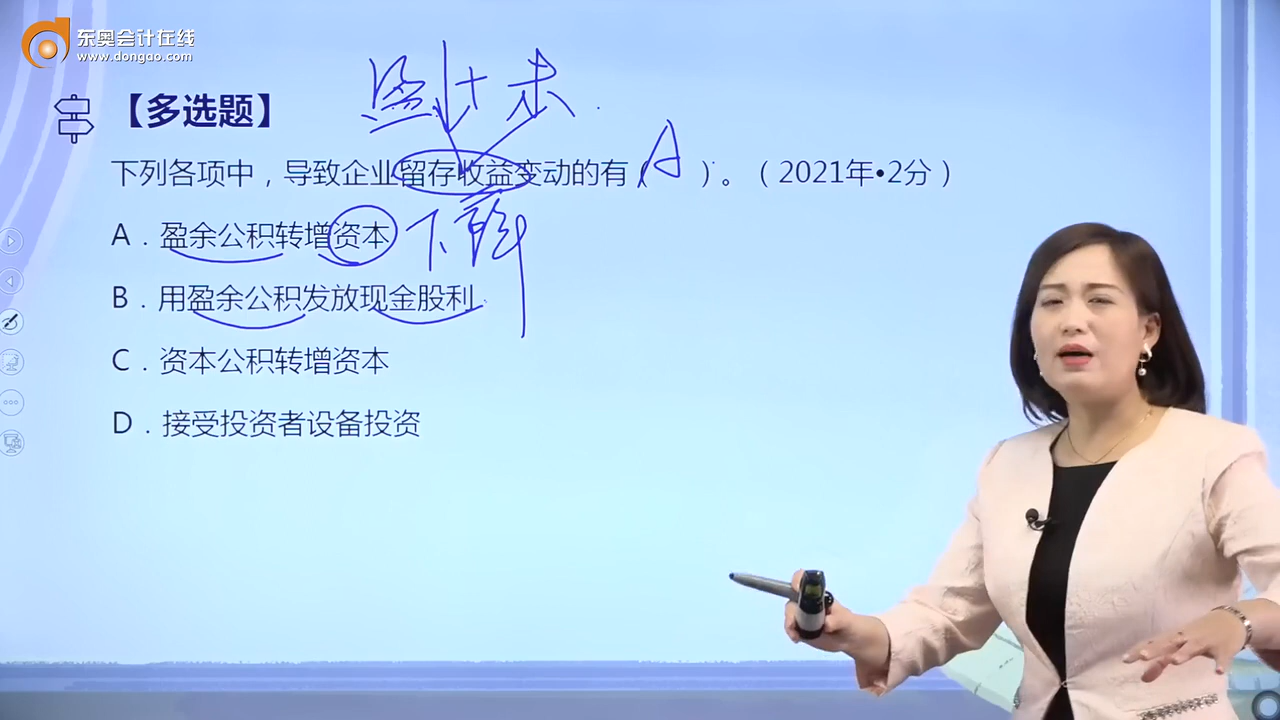 东奥会计在线
www.dongao.com
盈 + 未
【多选题】
下列各项中，导致企业留存收益变动的有（A）。（2021年•2分）
A．盈余公积转增资本 下降
B．用盈余公积发放现金股利
C．资本公积转增资本
D．接受投资者设备投资